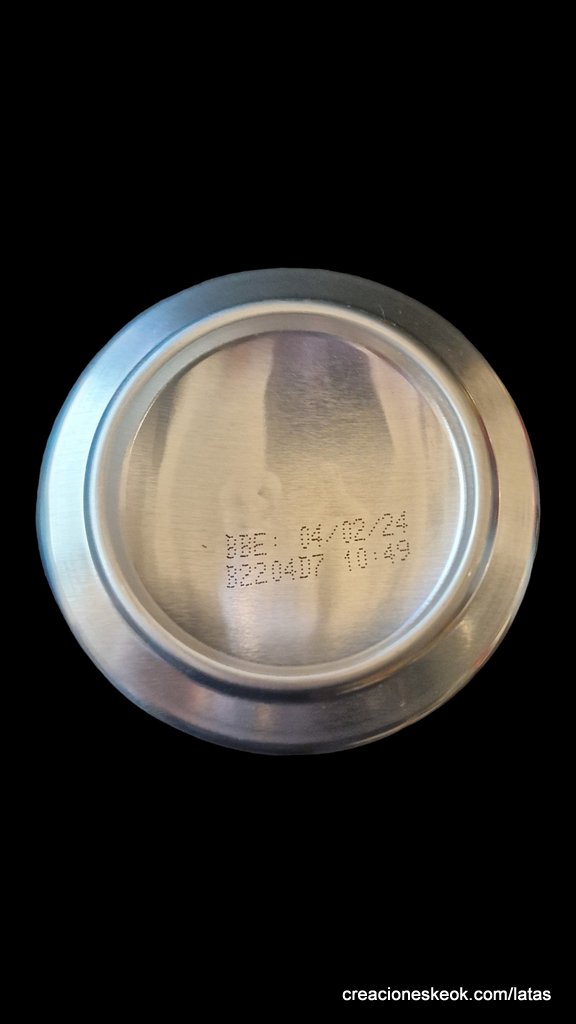 BBE: 04/02/24
B2204D7 10:49
creacioneskeok.com/latas